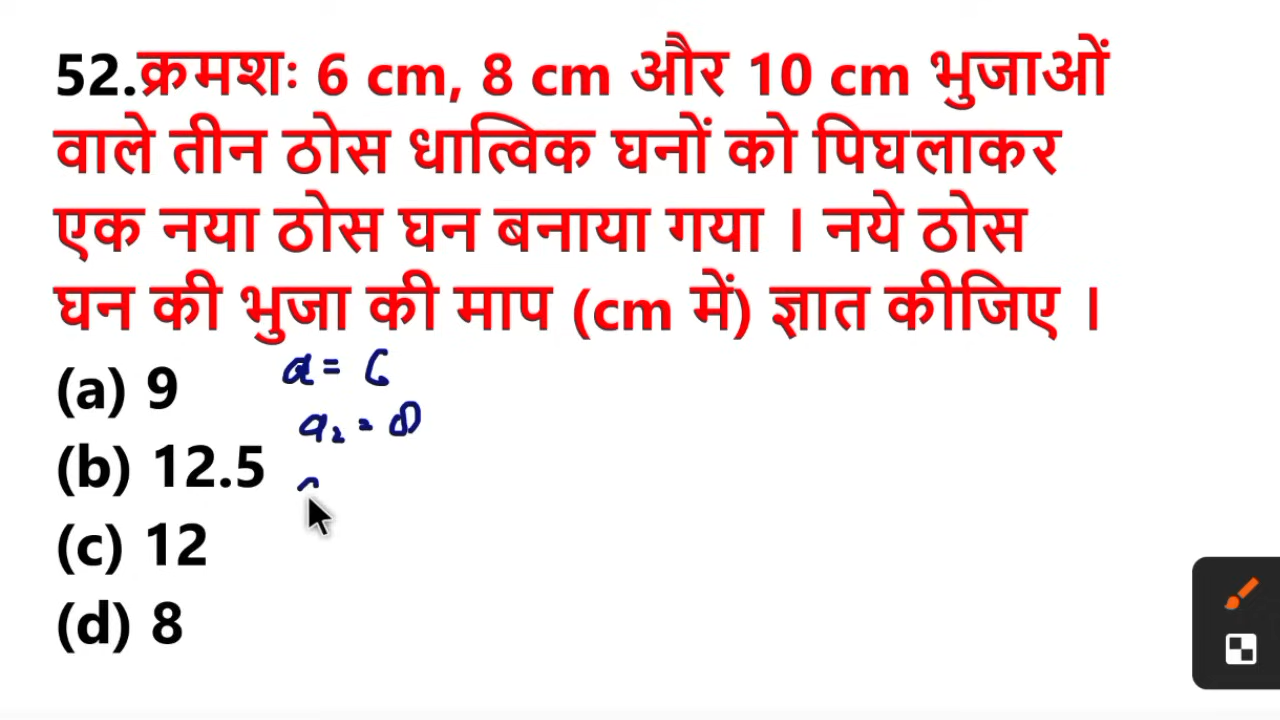 52.क्रमशः 6 cm, 8 cm और 10 cm भुजाओं
वाले तीन ठोस धात्विक घनों को पिघलाकर
एक नया ठोस घन बनाया गया । नये ठोस
घन की भुजा की माप (cm में) ज्ञात कीजिए ।
(a) 9
a = 6
a₂ = 8
(b) 12.5
(c) 12
(d) 8